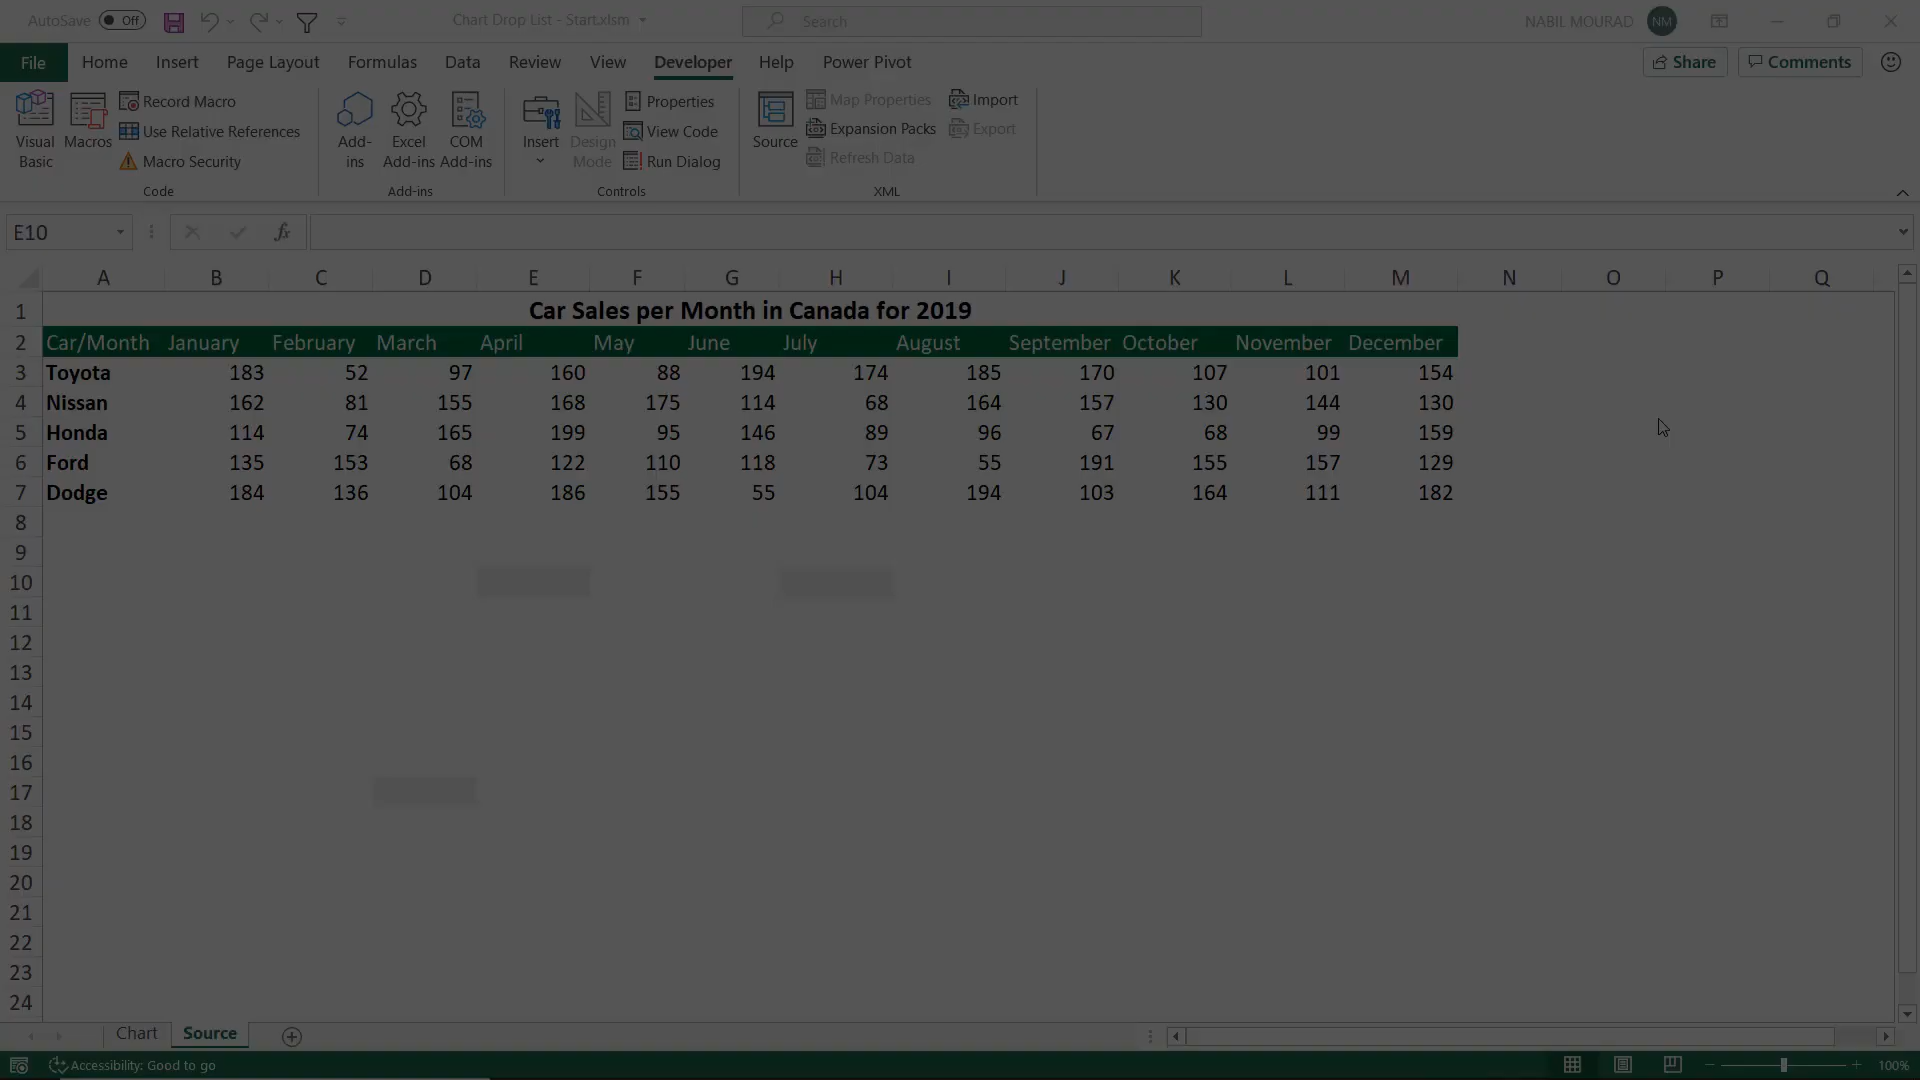 AutoSave Off Chart Drop List - Start.xlsm Search NABIL MOURAD NM
File Home Insert Page Layout Formulas Data Review View Developer Help Power Pivot Share Comments
Visual Basic
Macros
Record Macro
Use Relative References
Macro Security
Code
Add-ins
Excel Add-ins
COM Add-ins
Add-ins
Insert
Design Mode
Properties
View Code
Run Dialog
Controls
Source
Map Properties
Expansion Packs
Refresh Data
Import
Export
XML
E10 fx
A B C D E F G H I J K L M N O P Q
1 Car Sales per Month in Canada for 2019
2 Car/Month January February March April May June July August September October November December
3 Toyota 183 52 97 160 88 194 174 185 170 107 101 154
4 Nissan 162 81 155 168 175 114 68 164 157 130 144 130
5 Honda 114 74 165 199 95 146 89 96 67 68 99 159
6 Ford 135 153 68 122 110 118 73 55 191 155 157 129
7 Dodge 184 136 104 186 155 55 104 194 103 164 111 182
8
9
10
11
12
13
14
15
16
17
18
19
20
21
22
23
24
Chart Source
Accessibility: Good to go 100%